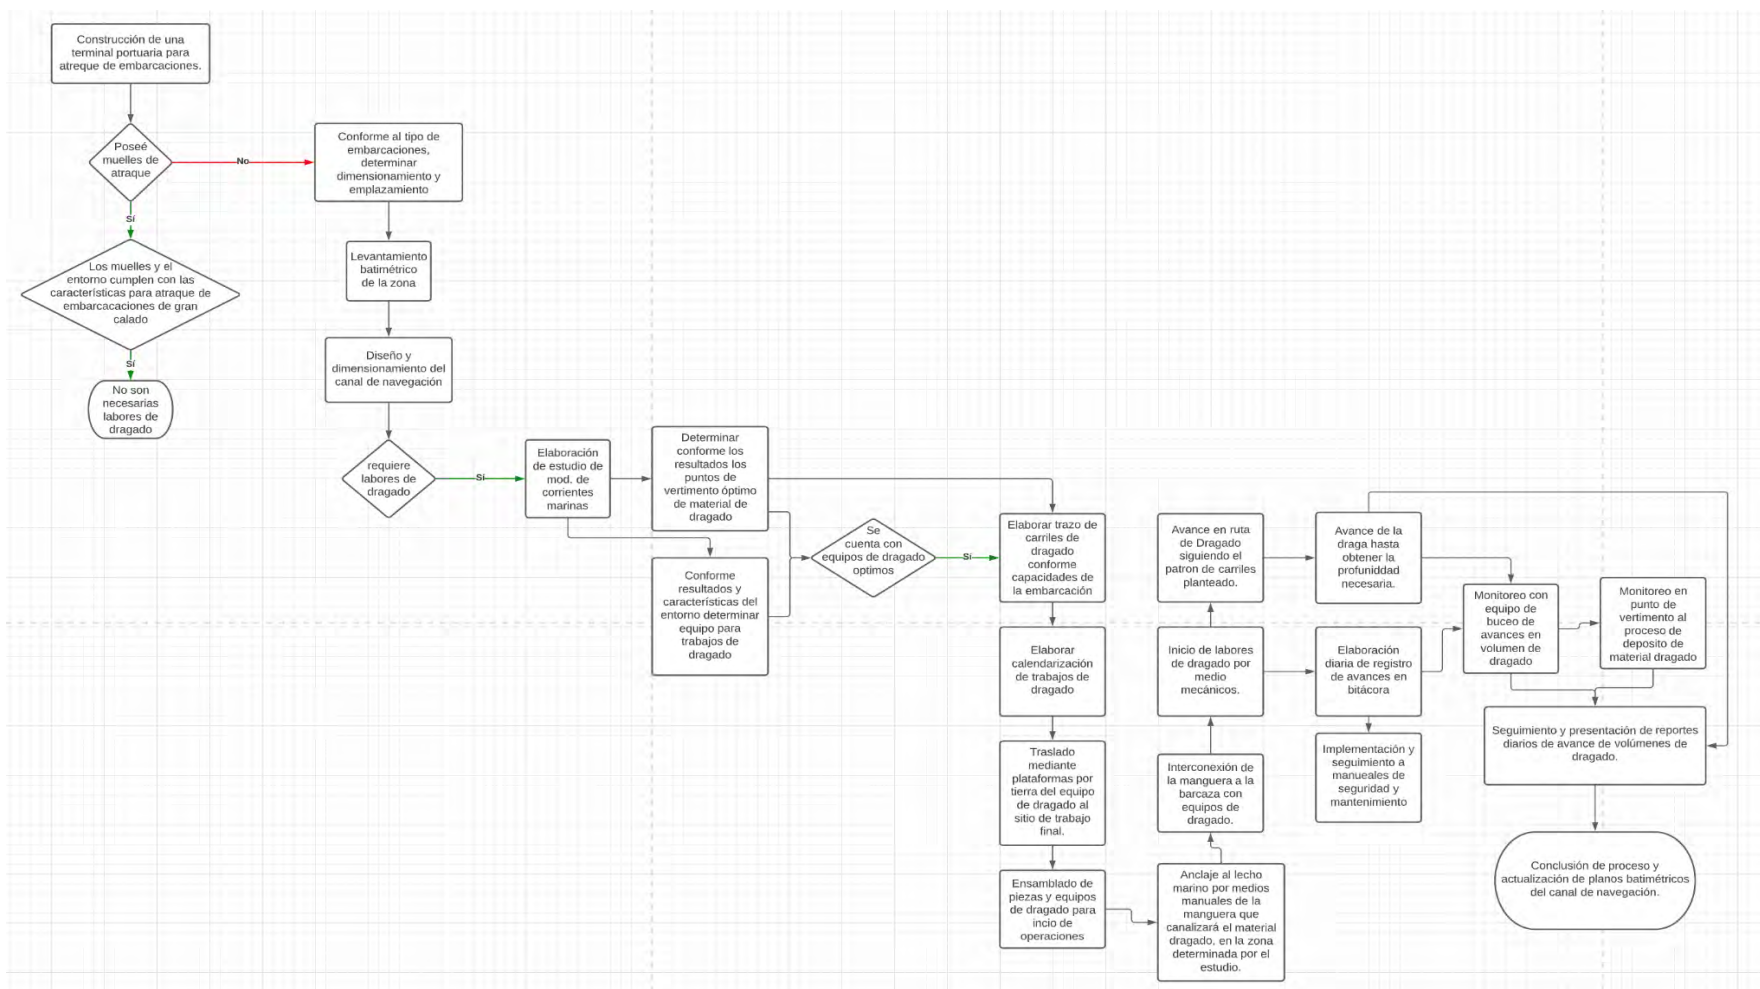 Construcción de una
terminal portuaria para
atreque de embarcaciones.
Poseé
muelles de
atraque
No
Conforme al tipo de
embarcaciones,
determinar
dimensionamiento y
emplazamiento
Sí
Los muelles y el
entorno cumplen con las
características para atraque de
embarcacaciones de gran
calado
Levantamiento
batimétrico
de la zona
Sí
No son
necesarias
labores de
dragado
Diseño y
dimensionamiento del
canal de navegación
requiere
labores de
dragado
Sí
Elaboración
de estudio de
mod. de
corrientes
marinas
Determinar
conforme los
resultados los
puntos de
vertimento óptimo
de material de
dragado
Conforme
resultados y
características del
entorno determinar
equipo para
trabajos de
dragado
Se
cuenta con
equipos de dragado
optimos
Sí
Elaborar trazo de
carriles de
dragado
conforme
capacidades de
la embarcación
Elaborar
calendarización
de trabajos de
dragado
Traslado
mediante
plataformas por
tierra del equipo
de dragado al
sitio de trabajo
final.
Ensamblado de
piezas y equipos
de dragado para
incio de
operaciones
Anclaje al lecho
marino por medios
manuales de la
manguera que
canalizará el material
dragado, en la zona
determinada por el
estudio.
Interconexión de
la manguera a la
barcaza con
equipos de
dragado.
Inicio de labores
de dragado por
medio
mecánicos.
Avance en ruta
de Dragado
siguiendo el
patron de carriles
planteado.
Avance de la
draga hasta
obtener la
profuniddad
necesaria.
Elaboración
diaria de registro
de avances en
bitácora
Implementación y
seguimiento a
manueales de
seguridad y
mantenimiento
Monitoreo con
equipo de
buceo de
avances en
volumen de
dragado
Monitoreo en
punto de
vertimento al
proceso de
deposito de
material dragado
Seguimiento y presentación de reportes
diarios de avance de volúmenes de
dragado.
Conclusión de proceso y
actualización de planos batimétricos
del canal de navegación.